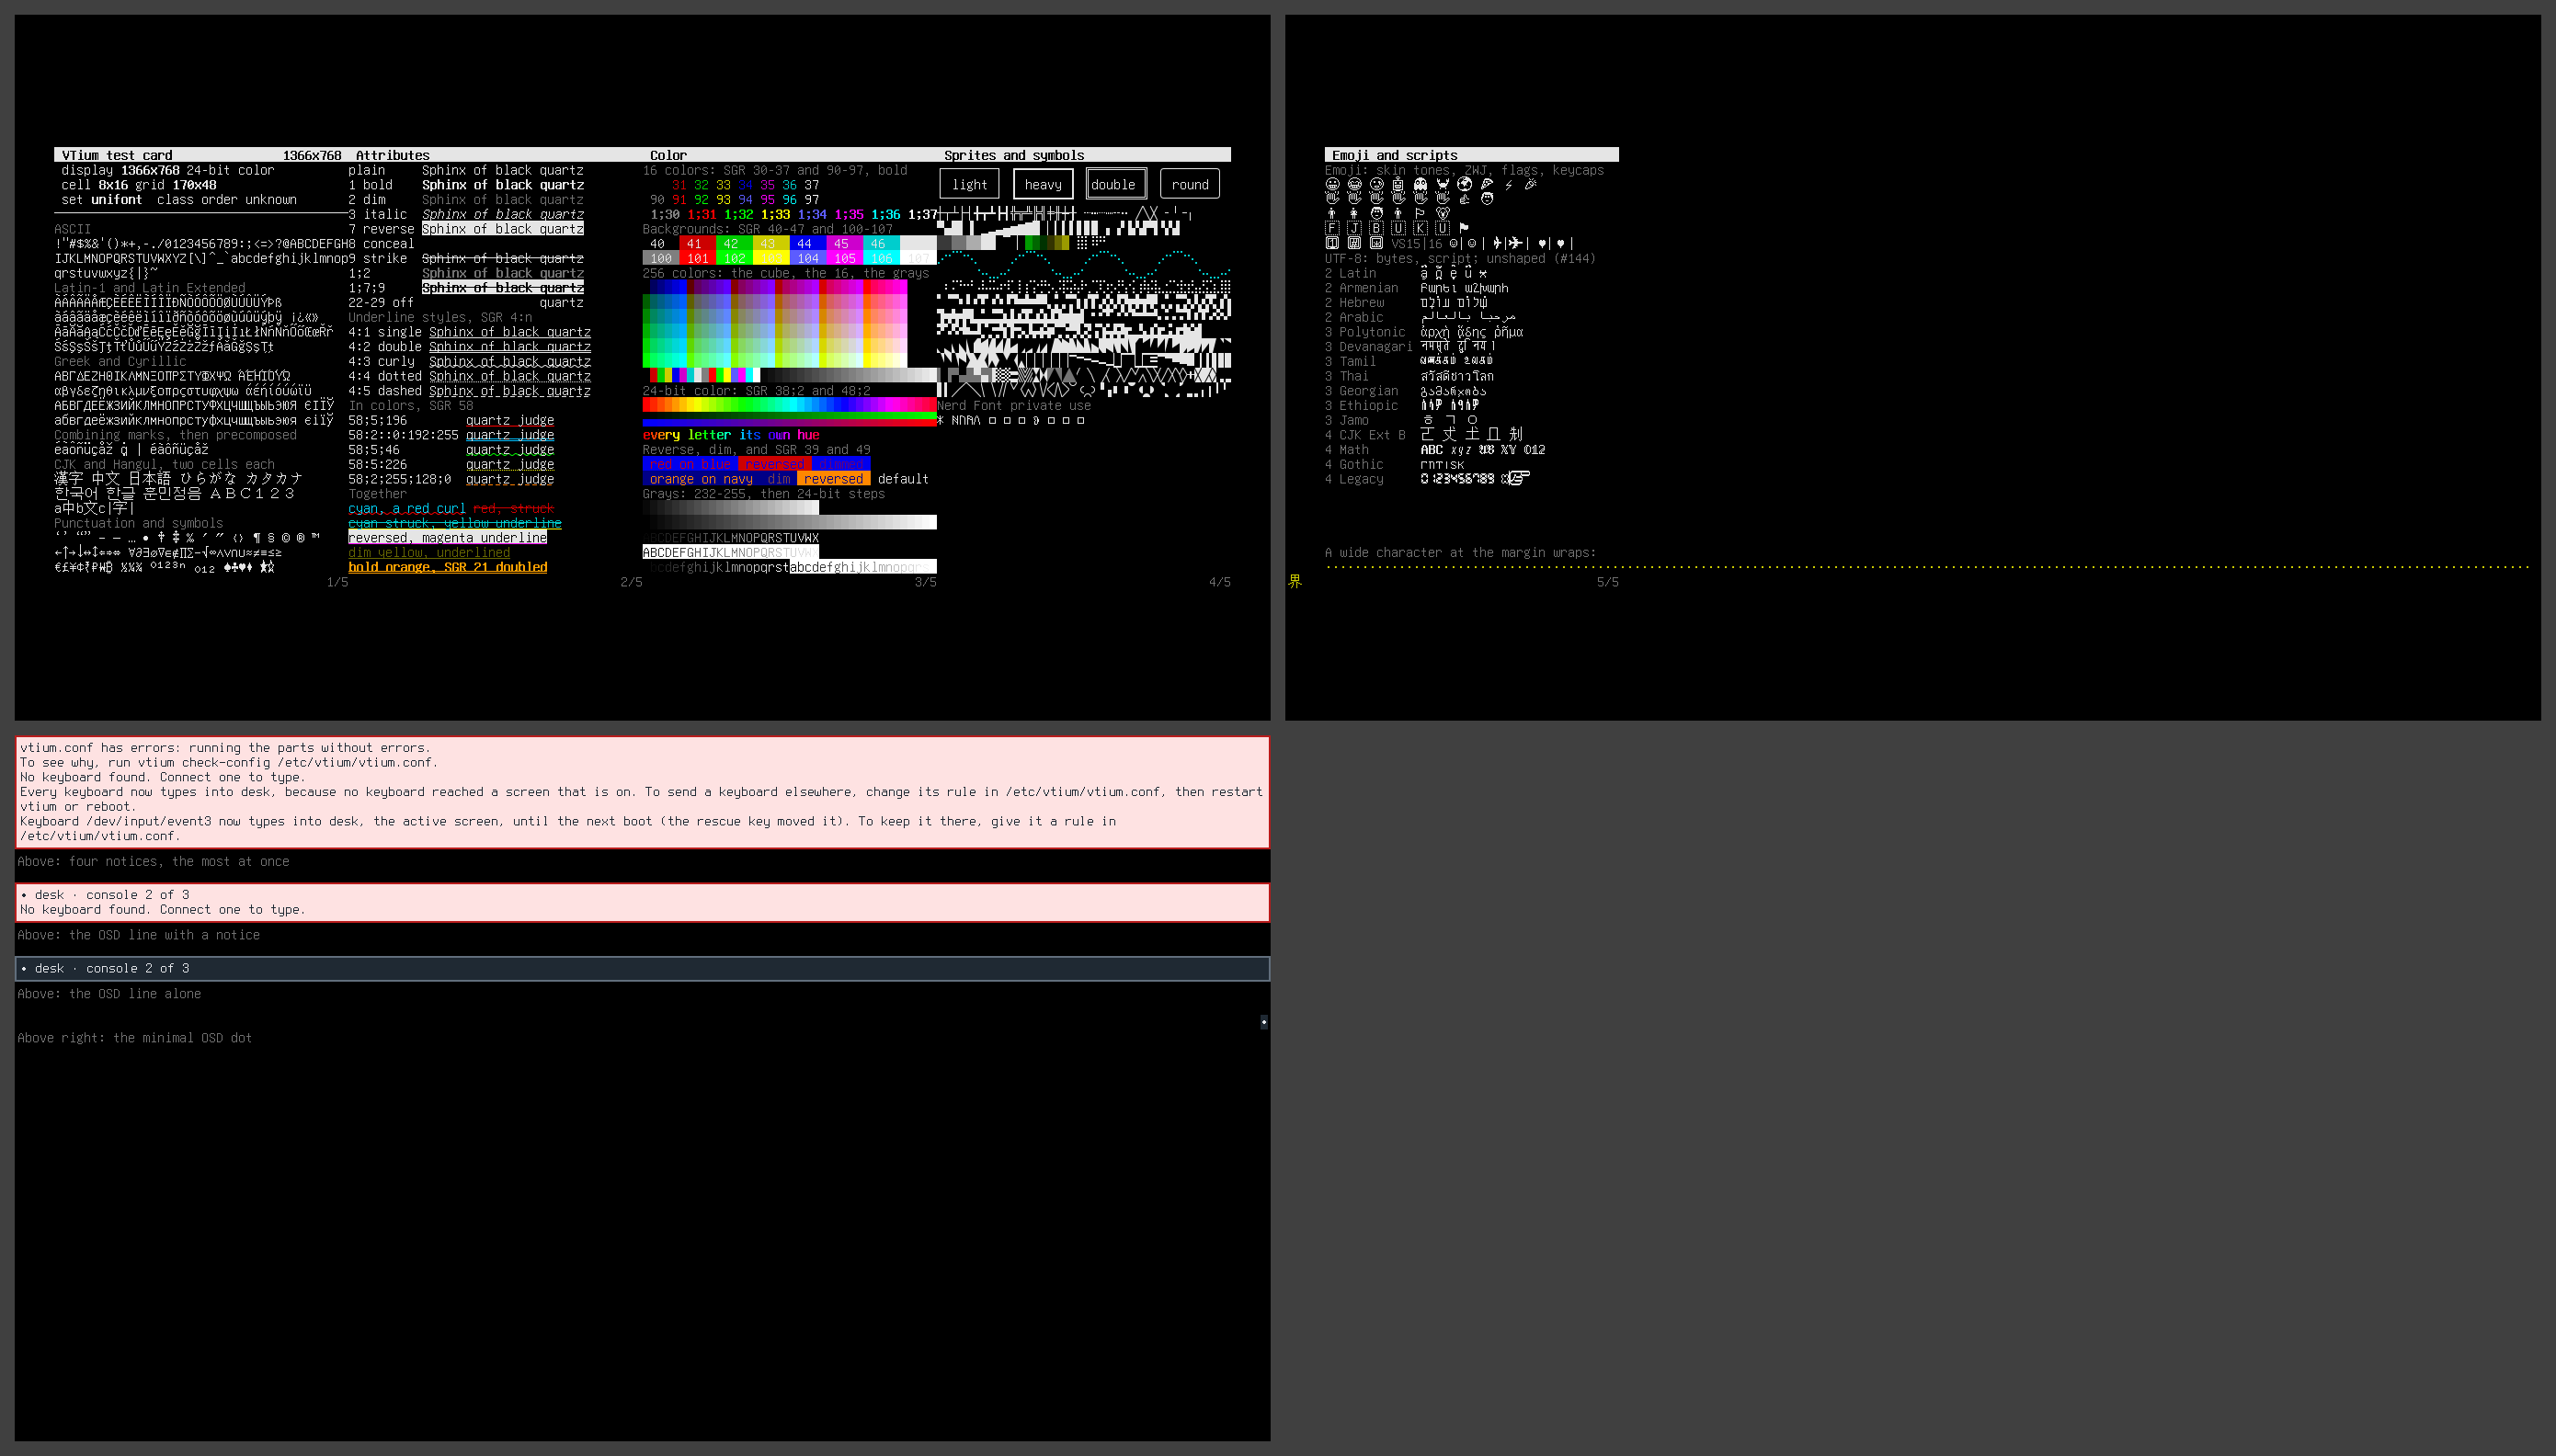 VTium test card 1366x768
display 1366x768 24-bit color
cell 8x16 grid 170x48
set unifont class order unknown
ASCII
!"#$%&'()*+,-./0123456789:;<=>?@ABCDEFGH
IJKLMNOPQRSTUVWXYZ[\]^_`abcdefghijklmnop
qrstuvwxyz{|}~
Latin-1 and Latin Extended
Greek and Cyrillic
Combining marks, then precomposed
CJK and Hangul, two cells each
漢字 中文 日本語 ひらがな カタカナ
한국어 한글 훈민정음 ABC123
a中b文c|字|
Punctuation and symbols
1/5
Attributes
plain Sphinx of black quartz
1 bold Sphinx of black quartz
2 dim Sphinx of black quartz
3 italic Sphinx of black quartz
7 reverse Sphinx of black quartz
8 conceal
9 strike Sphinx of black quartz
1;2 Sphinx of black quartz
1;7;9 Sphinx of black quartz
22-29 off quartz
Underline styles, SGR 4:n
4:1 single Sphinx of black quartz
4:2 double Sphinx of black quartz
4:3 curly Sphinx of black quartz
4:4 dotted Sphinx of black quartz
4:5 dashed Sphinx of black quartz
In colors, SGR 58
58:5:196 quartz judge
58:2::0:192:255 quartz judge
58;5;46 quartz judge
58:5:226 quartz judge
58;2;255;128;0 quartz judge
Together
cyan, a red curl red, struck
cyan struck, yellow underline
reversed, magenta underline
dim yellow, underlined
bold orange, SGR 21 doubled
2/5
Color
16 colors: SGR 30-37 and 90-97, bold
31 32 33 34 35 36 37
90 91 92 93 94 95 96 97
1;30 1;31 1;32 1;33 1;34 1;35 1;36 1;37
Backgrounds: SGR 40-47 and 100-107
40 41 42 43 44 45 46
100 101 102 104 105 106 107
256 colors: the cube, the 16, the grays
24-bit color: SGR 38;2 and 48;2
every letter its own hue
Reverse, dim, and SGR 39 and 49
red on blue reversed
orange on navy dim reversed default
Grays: 232-255, then 24-bit steps
ABCDEFGHIJKLMNOPQRSTUVWX
ABCDEFGHIJKLMNOPQRSTUVWX
bcdefghijklmnopqrstabcdefghijklmnopqr
3/5
Sprites and symbols
light heavy double round
Nerd Font private use
4/5
Emoji and scripts
Emoji: skin tones, ZWJ, flags, keycaps
F J B U K U
VS15|16
UTF-8: bytes, script; unshaped (#144)
2 Latin
2 Armenian
2 Hebrew
2 Arabic
3 Polytonic
3 Devanagari
3 Tamil
3 Thai สวัสดีชาวโลก
3 Georgian
3 Ethiopic
3 Jamo
4 CJK Ext B
4 Math
4 Gothic
4 Legacy
A wide character at the margin wraps:
界
5/5
vtium.conf has errors: running the parts without errors.
To see why, run vtium check-config /etc/vtium/vtium.conf.
No keyboard found. Connect one to type.
Every keyboard now types into desk, because no keyboard reached a screen that is on. To send a keyboard elsewhere, change its rule in /etc/vtium/vtium.conf, then restart
vtium or reboot.
Keyboard /dev/input/event3 now types into desk, the active screen, until the next boot (the rescue key moved it). To keep it there, give it a rule in
/etc/vtium/vtium.conf.
Above: four notices, the most at once
• desk · console 2 of 3
No keyboard found. Connect one to type.
Above: the OSD line with a notice
• desk · console 2 of 3
Above: the OSD line alone
•
Above right: the minimal OSD dot